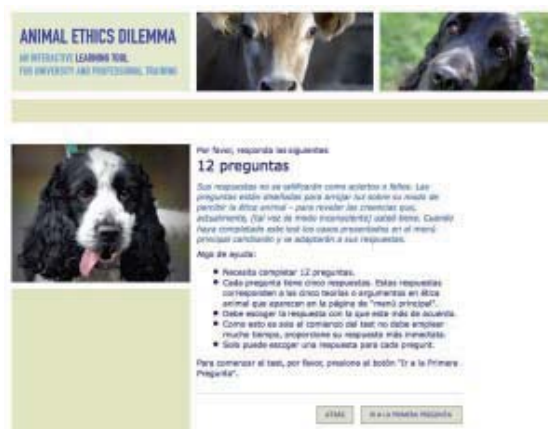 ANIMAL ETHICS DILEMMA
AN INTERACTIVE LEARNING TOOL
FOR UNIVERSITY AND PROFESSIONAL TRAINING
Por favor, responda las siguientes
12 preguntas
Sus respuestas no se calificarán como aciertos o fallos. Las
preguntas están diseñadas para arrojar luz sobre su modo de
percibir la ética animal – para revelar las creencias que,
actualmente, (tal vez de modo inconsciente) usted tiene. Cuando
haya completado este test los casos presentados en el menú
principal cambiarán y se adaptarán a sus respuestas.
Algo de ayuda:
• Necesita completar 12 preguntas.
• Cada pregunta tiene cinco respuestas. Estas respuestas
corresponden a las cinco teorías o argumentos en ética
animal que aparecen en la página de "menú principal".
• Debe escoger la respuesta con la que esté más de acuerdo.
• Como esto es solo el comienzo del test no debe emplear
mucho tiempo, proporcione su respuesta más inmediata.
• Solo puede escoger una respuesta para cada pregunt.
Para comenzar el test, por favor, presione el botón "Ir a la Primera
Pregunta".
ATRÁS
IR A LA PRIMERA PREGUNTA